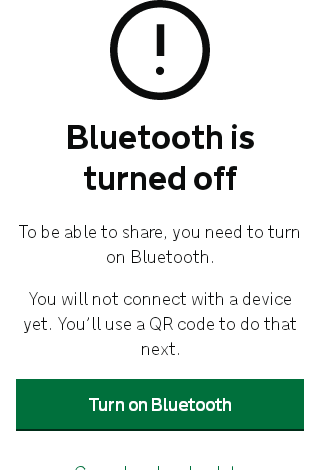 Bluetooth is
turned off
To be able to share, you need to turn
on Bluetooth.
You will not connect with a device
yet. You'll use a QR code to do that
next.
Turn on Bluetooth